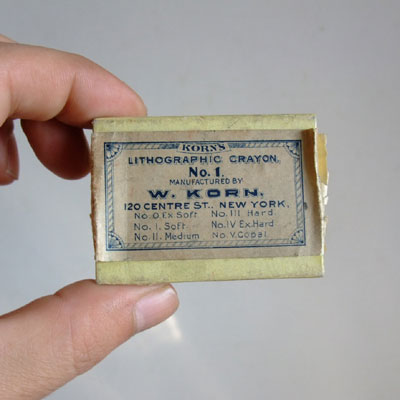 KORN'S
LITHOGRAPHIC CRAYON.
No. 1.
MANUFACTURED BY
W. KORN.
120 CENTRE ST., NEW YORK.
No. O Ex Soft No. III Hard
No. I. Soft No. IV Ex. Hard
No. II. Medium No. V. Copal